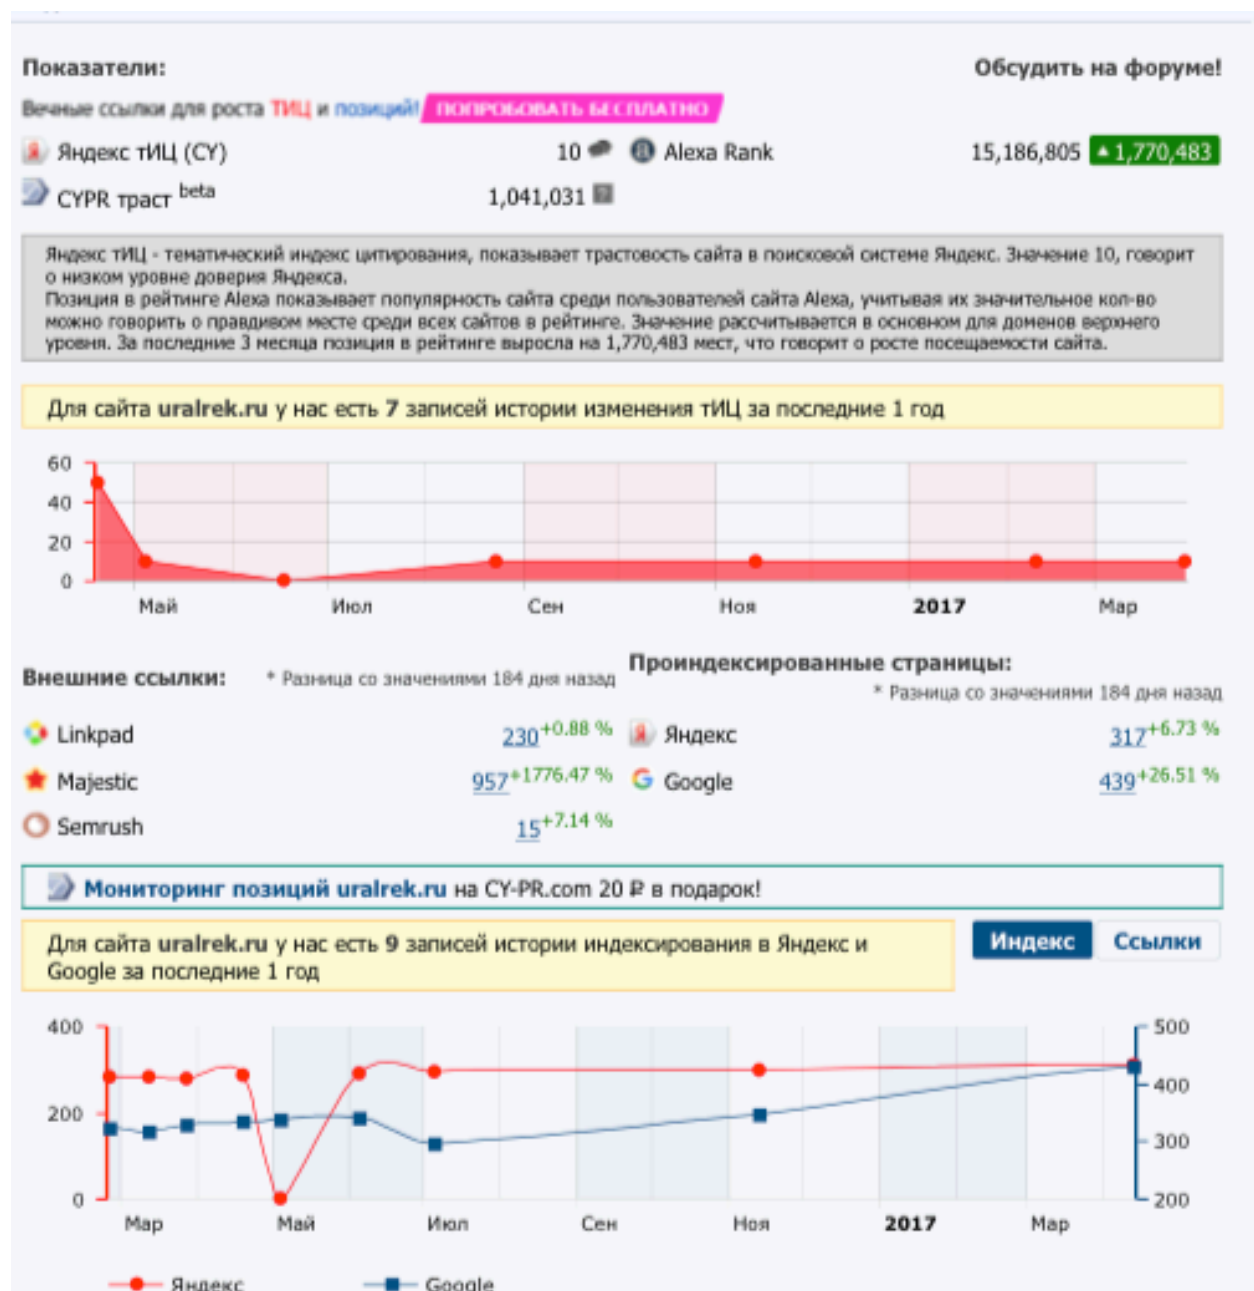 Показатели:
Обсудить на форуме!
Вечные ссылки для роста ТИЦ и позиций! ПОПРОБОВАТЬ БЕСПЛАТНО
Яндекс тИЦ (CY) 10 Alexa Rank 15,186,805 1,770,483
CYPR траст beta 1,041,031
Яндекс тИЦ - тематический индекс цитирования, показывает трастовость сайта в поисковой системе Яндекс. Значение 10, говорит
о низком уровне доверия Яндекса.
Позиция в рейтинге Alexa показывает популярность сайта среди пользователей сайта Alexa, учитывая их значительное кол-во
можно говорить о правдивом месте среди всех сайтов в рейтинге. Значение рассчитывается в основном для доменов верхнего
уровня. За последние 3 месяца позиция в рейтинге выросла на 1,770,483 мест, что говорит о росте посещаемости сайта.
Для сайта uralrek.ru у нас есть 7 записей истории изменения тИЦ за последние 1 год
60
40
20
0
Май Июл Сен Ноя 2017 Мар
Внешние ссылки: * Разница со значениями 184 дня назад
Linkpad 230 +0.88 %
Majestic 957 +1776.47 %
Semrush 15 +7.14 %
Проиндексированные страницы:
* Разница со значениями 184 дня назад
Яндекс 317 +6.73 %
Google 439 +26.51 %
Мониторинг позиций uralrek.ru на CY-PR.com 20 ₽ в подарок!
Для сайта uralrek.ru у нас есть 9 записей истории индексирования в Яндекс и
Google за последние 1 год
Индекс Ссылки
400
200
0
500
400
300
200
Мар Май Июл Сен Ноя 2017 Мар
Яндекс Google